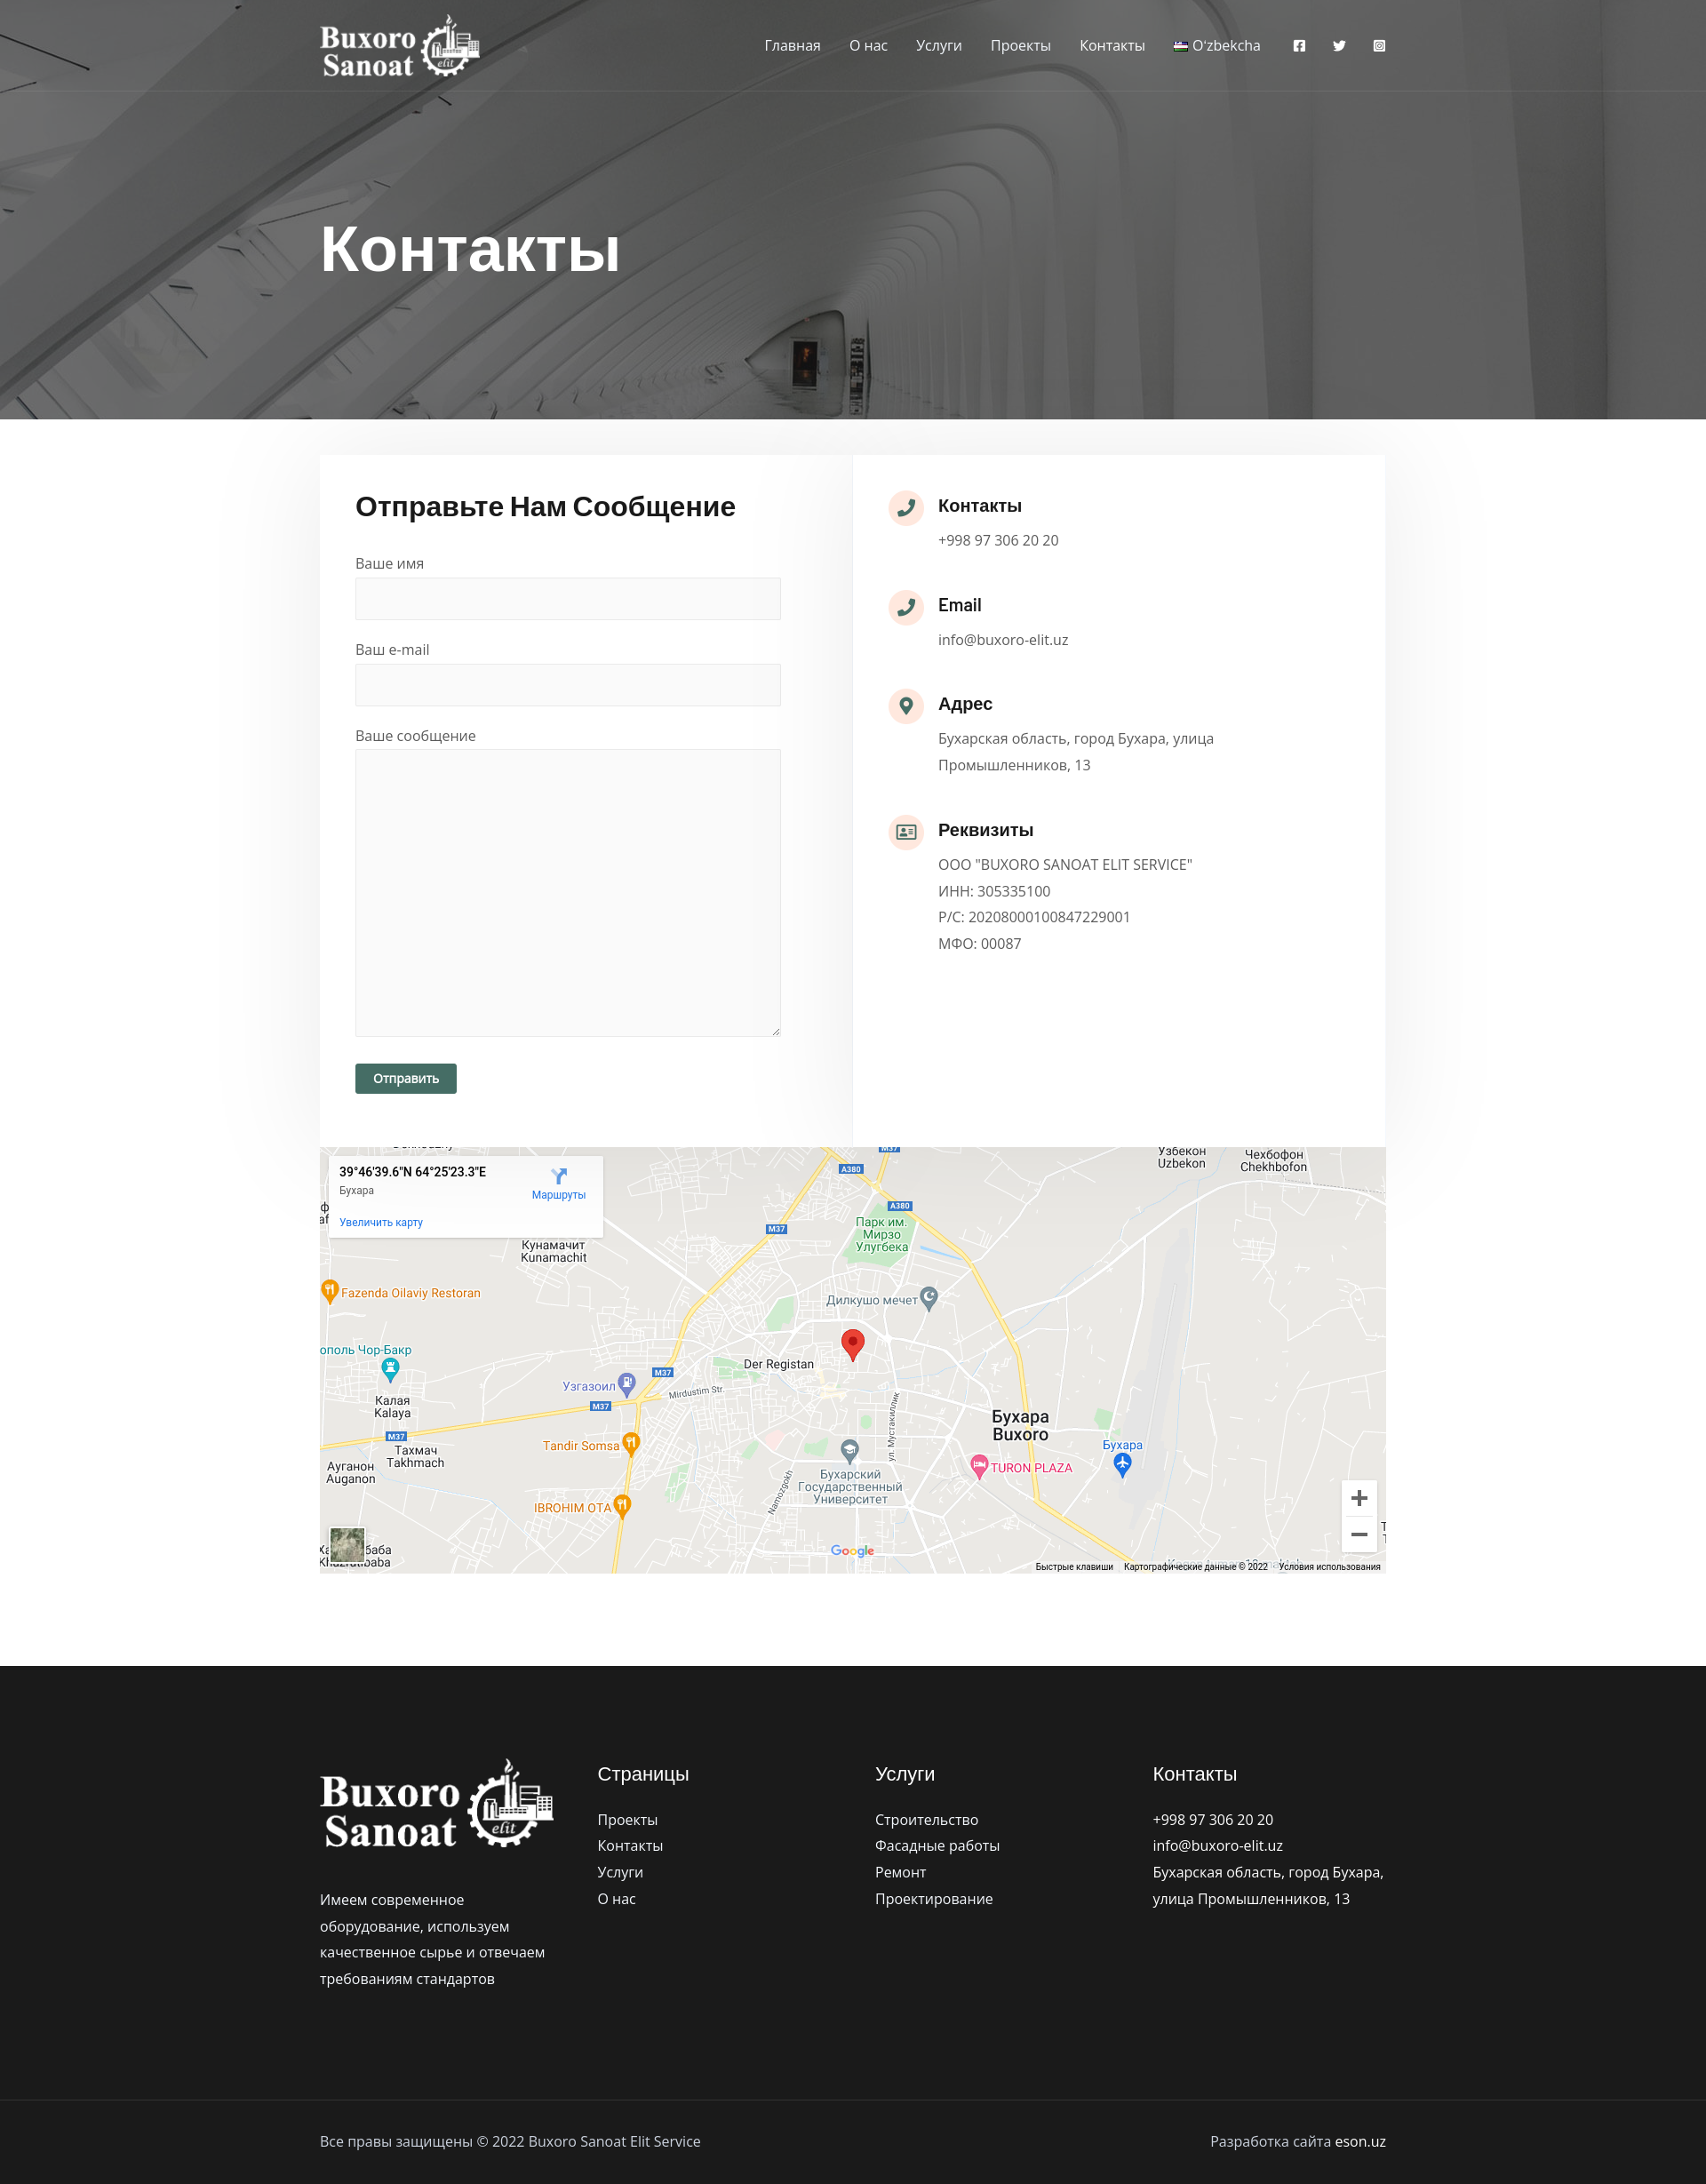 Buxoro
Sanoat
elit
Главная
О нас
Услуги
Проекты
Контакты
O'zbekcha
Контакты
Отправьте Нам Сообщение
Ваше имя
Ваш e-mail
Ваше сообщение
Отправить
Контакты
+998 97 306 20 20
Email
info@buxoro-elit.uz
Адрес
Бухарская область, город Бухара, улица
Промышленников, 13
Реквизиты
ООО "BUXORO SANOAT ELIT SERVICE"
ИНН: 305335100
Р/С: 20208000100847229001
МФО: 00087
39°46'39.6"N 64°25'23.3"E
Бухара
Маршруты
Увеличить карту
M37
A380
Узбекон
Uzbekon
Чехбофон
Chekhbofon
A380
M37
Парк им.
Мирзо
Улугбека
Кунамачит
Kunamachit
Fazenda Oilaviy Restoran
Дилкушо мечет
ополь Чор-Бакр
Der Registan
M37
Узгазоил
Mirdustim Str.
Калая
Kalaya
M37
ул. Мустакиллик
Бухара
Buxoro
M37
Тахмач
Takhmach
Tandir Somsa
Бухара
Ауганон
Auganon
TURON PLAZA
Бухарский
Государственный
Университет
Namozgokh
IBROHIM OTA
Google
Быстрые клавиши
Картографические данные © 2022
Условия использования
Buxoro
Sanoat
elit
Имеем современное
оборудование, используем
качественное сырье и отвечаем
требованиям стандартов
Страницы
Проекты
Контакты
Услуги
О нас
Услуги
Строительство
Фасадные работы
Ремонт
Проектирование
Контакты
+998 97 306 20 20
info@buxoro-elit.uz
Бухарская область, город Бухара,
улица Промышленников, 13
Все правы защищены © 2022 Buxoro Sanoat Elit Service
Разработка сайта eson.uz